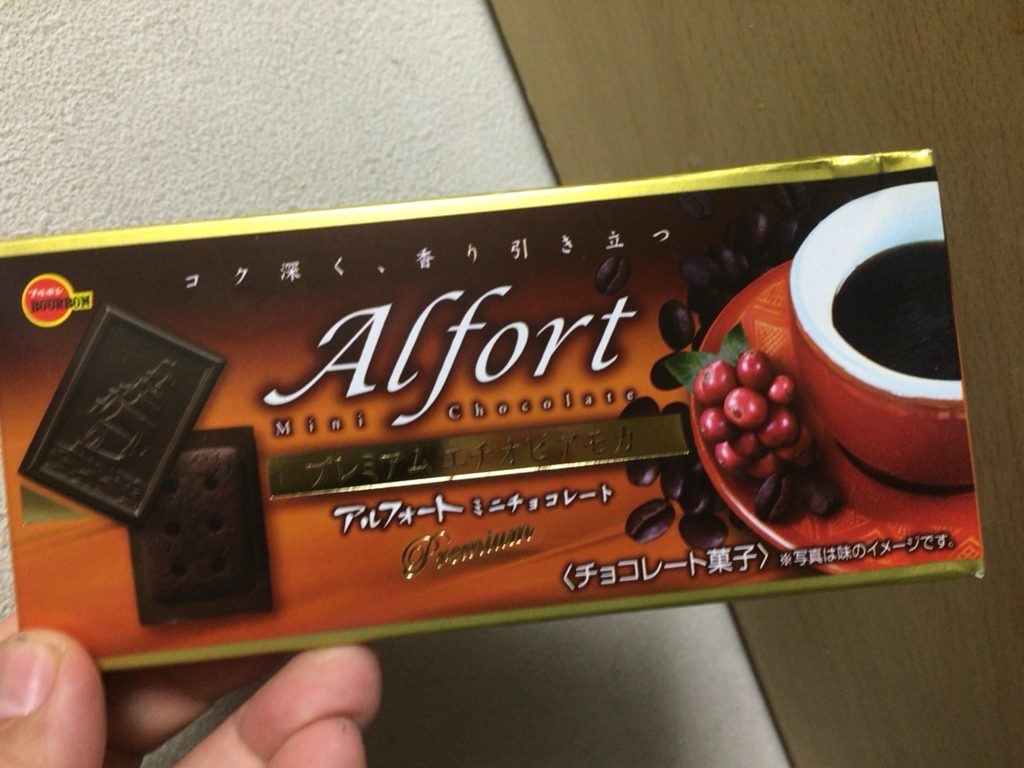 コク深く、香り引き立つ
ブルボン
BOURBON
Alfort
Mini Chocolate
プレミアムエチオピアモカ
アルフォート ミニチョコレート
Premium
〈チョコレート菓子〉 ※写真は味のイメージです。